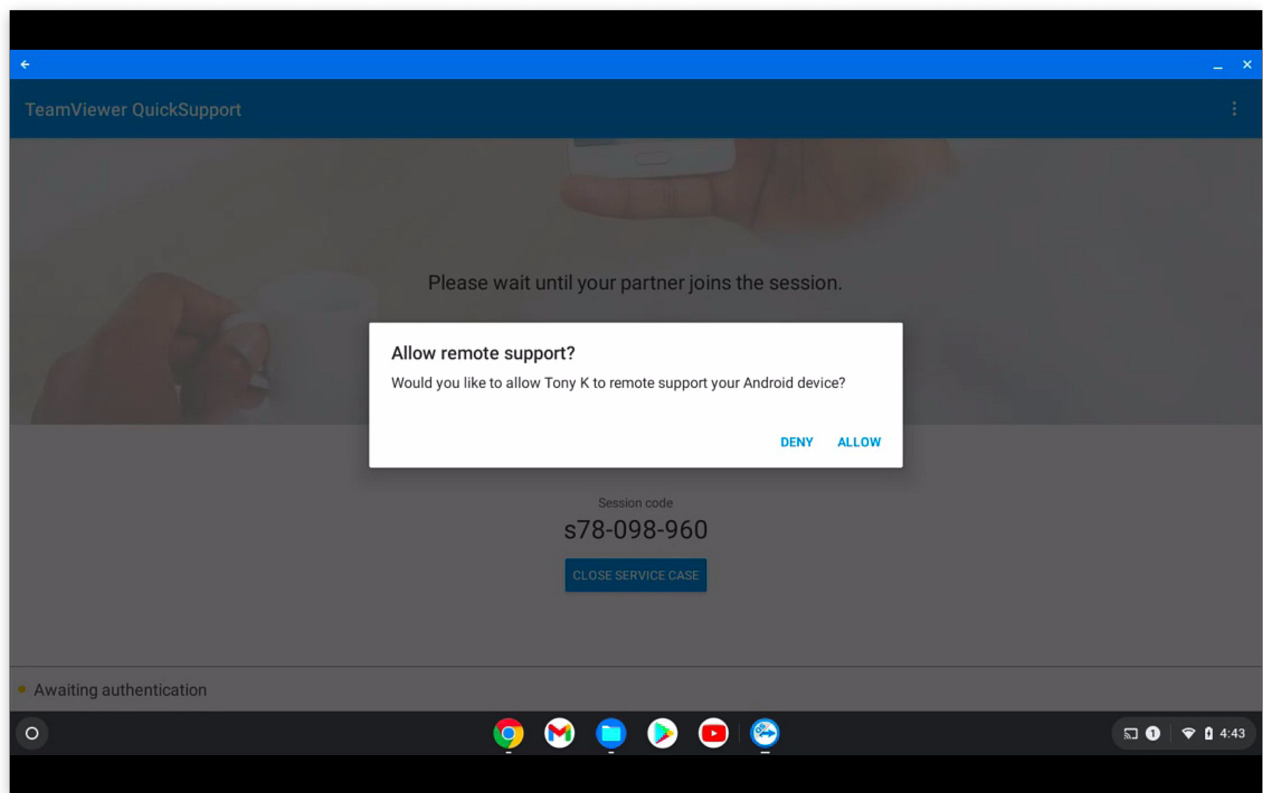 TeamViewer QuickSupport
Please wait until your partner joins the session.
Allow remote support?
Would you like to allow Tony K to remote support your Android device?
DENY ALLOW
Session code
s78-098-960
CLOSE SERVICE CASE
Awaiting authentication
1 4:43